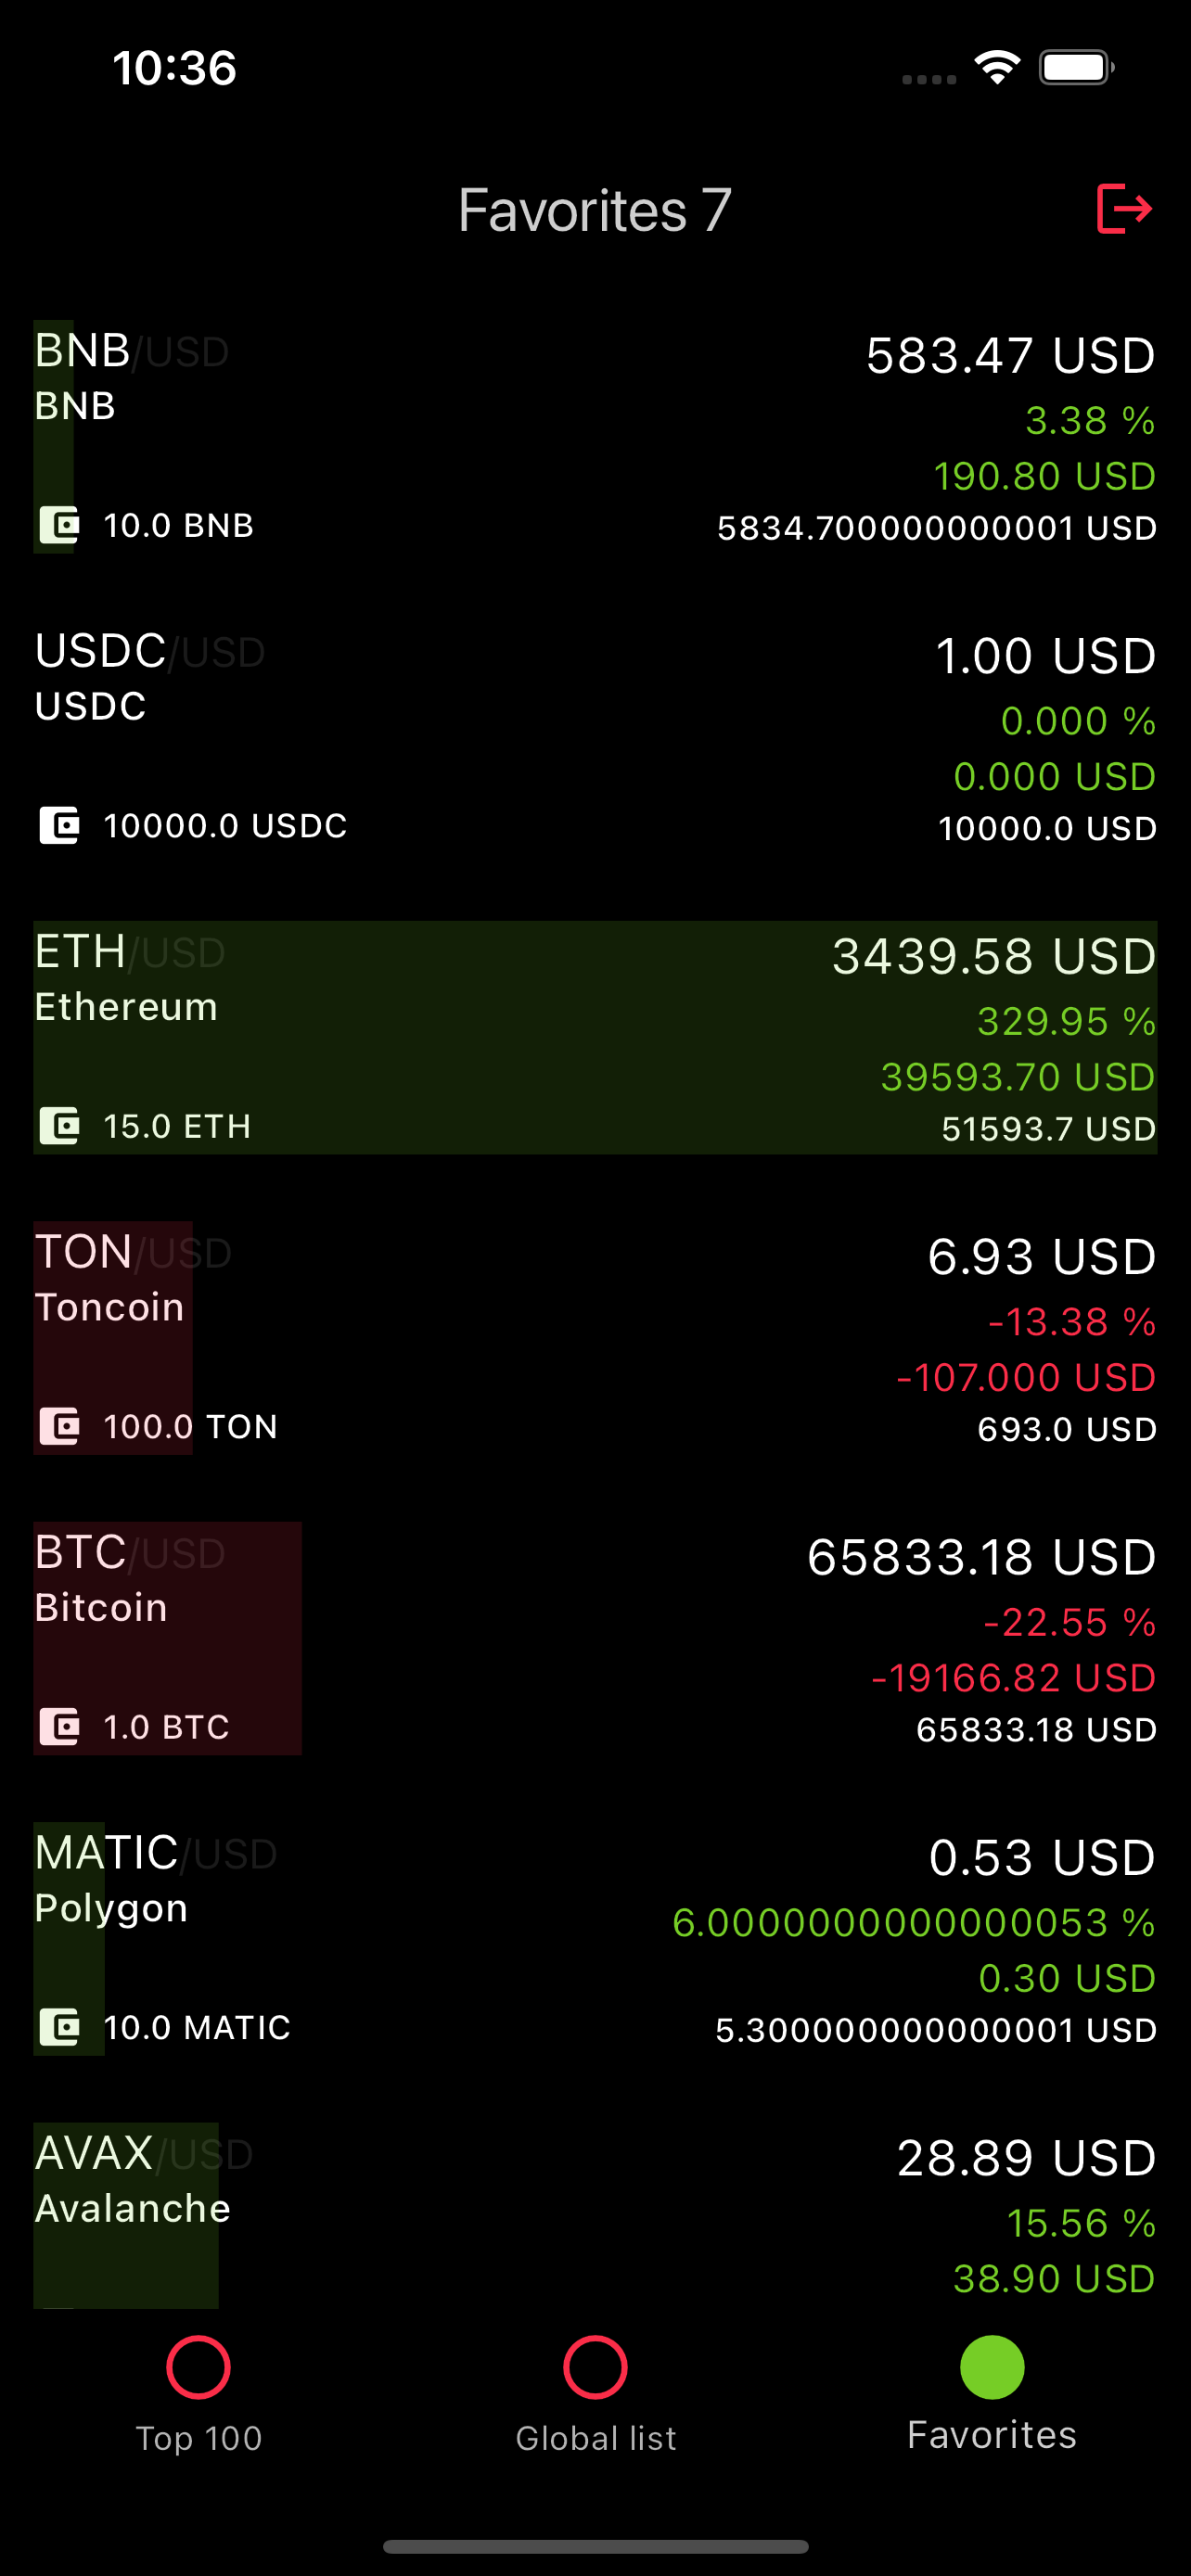 10:36
Favorites 7
BNB/USD
583.47 USD
BNB
3.38 %
190.80 USD
10.0 BNB
5834.700000000001 USD
USDC/USD
1.00 USD
USDC
0.000 %
0.000 USD
10000.0 USDC
10000.0 USD
ETH/USD
3439.58 USD
Ethereum
329.95 %
39593.70 USD
15.0 ETH
51593.7 USD
TON/USD
6.93 USD
Toncoin
-13.38 %
-107.000 USD
100.0 TON
693.0 USD
BTC/USD
65833.18 USD
Bitcoin
-22.55 %
-19166.82 USD
1.0 BTC
65833.18 USD
MATIC/USD
0.53 USD
Polygon
6.0000000000000053 %
0.30 USD
10.0 MATIC
5.300000000000001 USD
AVAX/USD
28.89 USD
Avalanche
15.56 %
38.90 USD
Top 100
Global list
Favorites